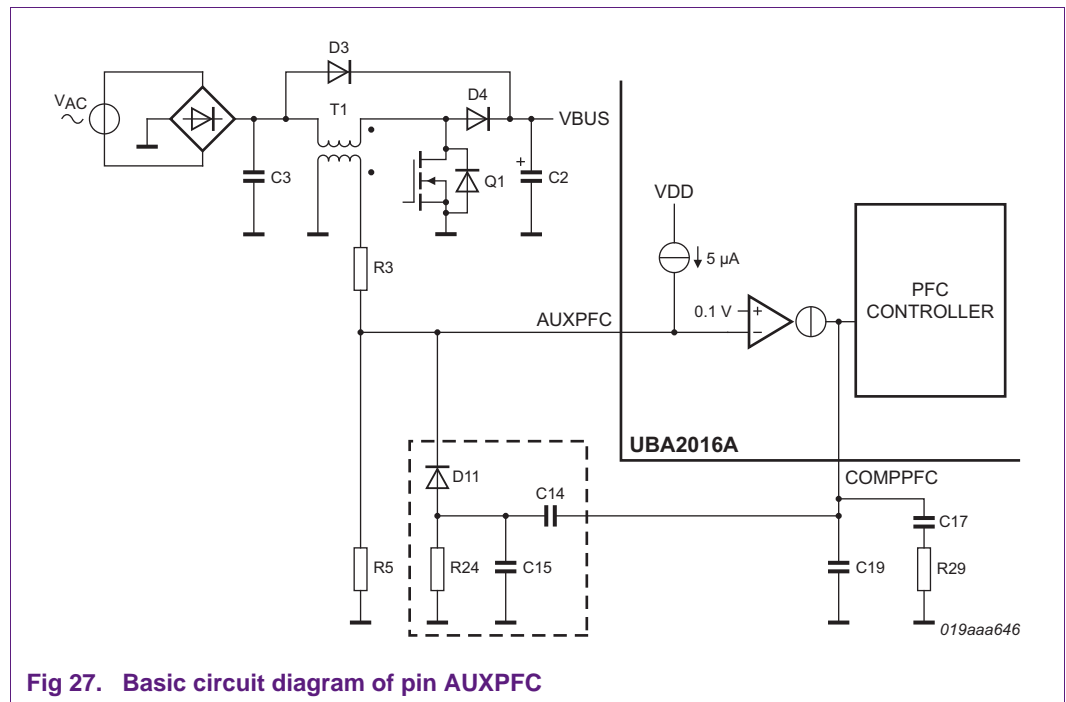 D3
VAC
~
T1
D4
VBUS
C3
Q1
+
C2
VDD
5 µA
R3
PFC
CONTROLLER
0.1 V
+
−
AUXPFC
UBA2016A
COMPPFC
D11
C14
C17
R5
R24
C15
C19
R29
019aaa646
Fig 27. Basic circuit diagram of pin AUXPFC